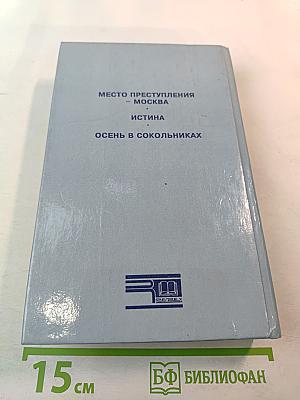 МЕСТО ПРЕСТУПЛЕНИЯ
– МОСКВА
•
ИСТИНА
•
ОСЕНЬ В СОКОЛЬНИКАХ
15 см
БФ БИБЛИОФАН